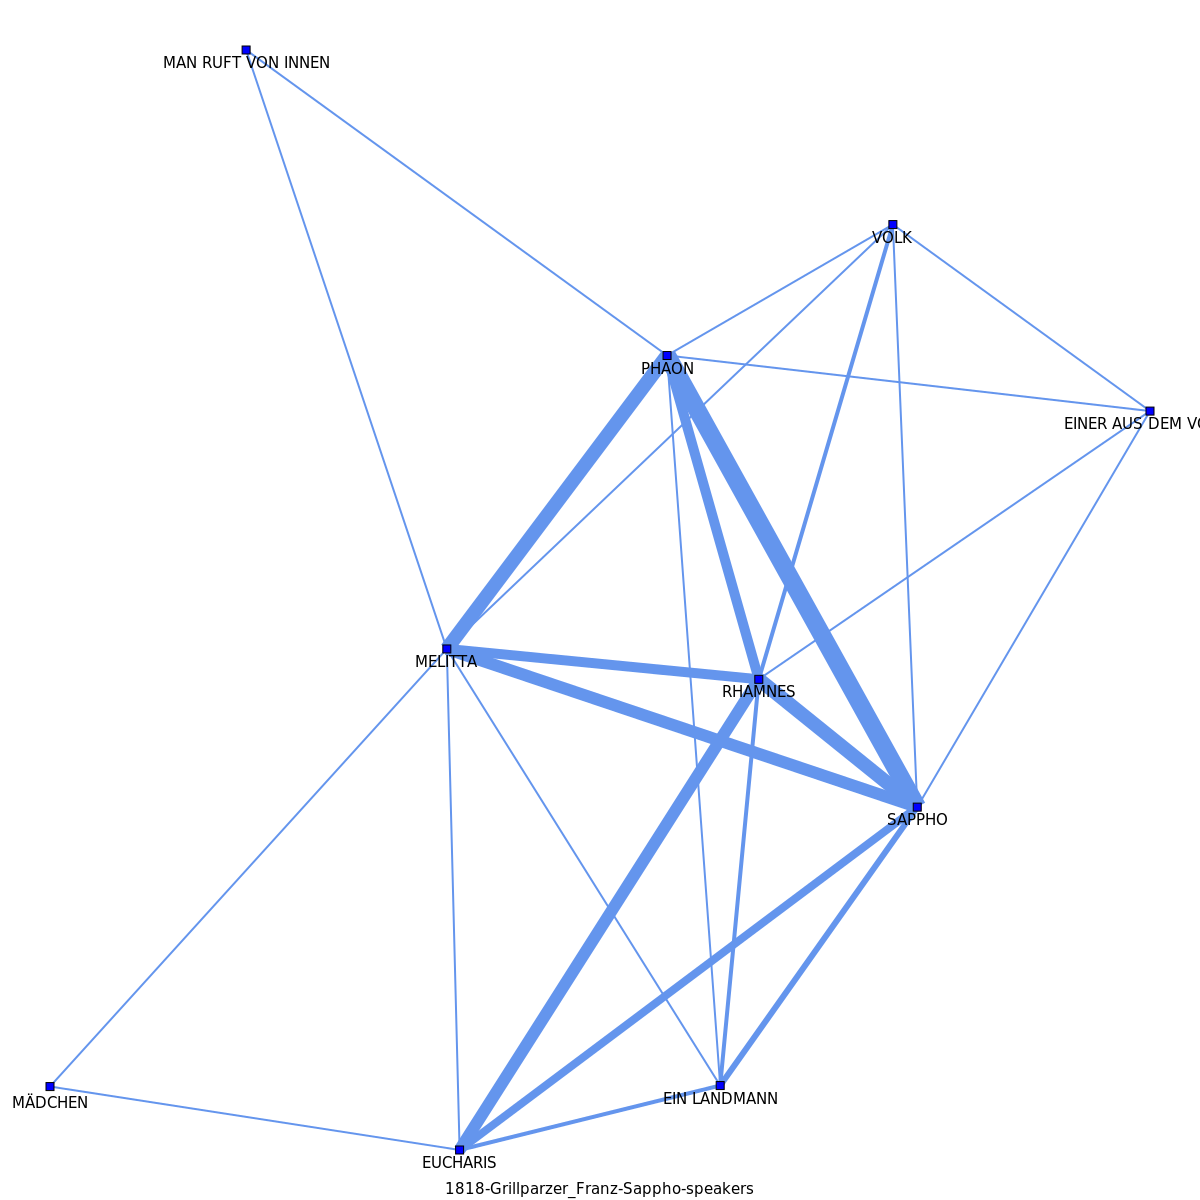 MAN RUFT VON INNEN
VOLK
PHAON
EINER AUS DEM
MELITTA
RHAMNES
SAPPHO
EIN LANDMANN
MÄDCHEN
EUCHARIS
1818-Grillparzer_Franz-Sappho-speakers